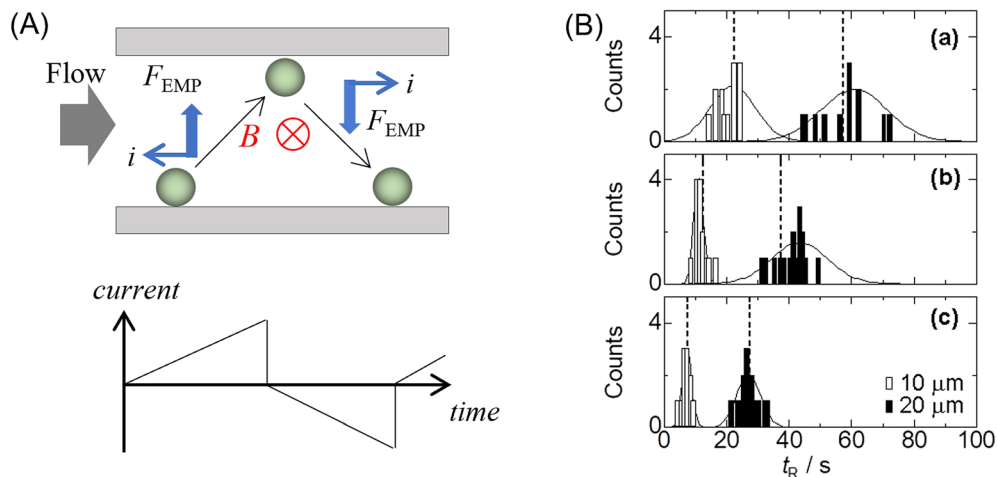 (A)
Flow
F_EMP
i
B
i
F_EMP
current
time
(B)
(a)
Counts
4
0
(b)
Counts
4
0
(c)
Counts
4
0
10 μm
20 μm
0 20 40 60 80 100
t_R / s